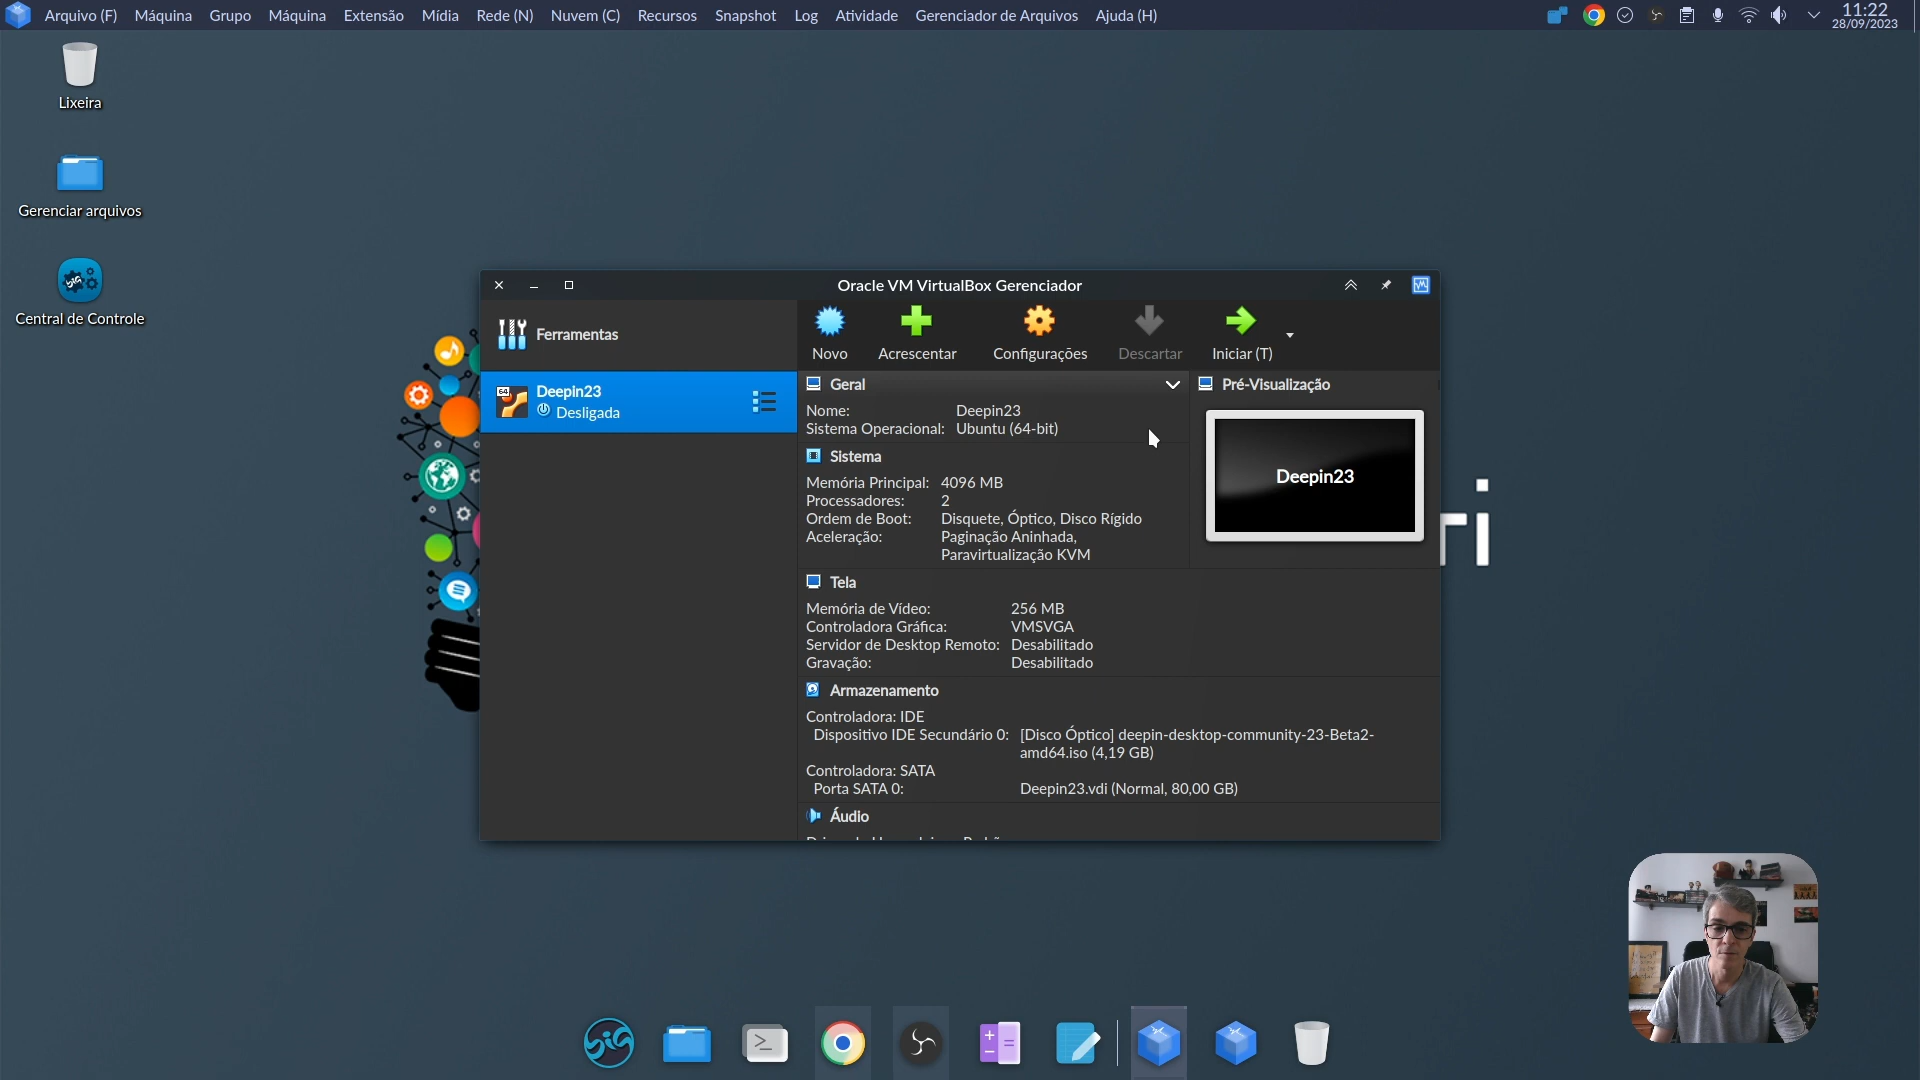 Arquivo (F) Máquina Grupo Máquina Extensão Mídia Rede (N) Nuvem (C) Recursos Snapshot Log Atividade Gerenciador de Arquivos Ajuda (H)
11:22
28/09/2023
Lixeira
Gerenciar arquivos
Central de Controle
Oracle VM VirtualBox Gerenciador
Ferramentas
Novo Acrescentar Configurações Descartar Iniciar (T)
64
Deepin23
Desligada
Geral
Nome: Deepin23
Sistema Operacional: Ubuntu (64-bit)
Sistema
Memória Principal: 4096 MB
Processadores: 2
Ordem de Boot: Disquete, Óptico, Disco Rígido
Aceleração: Paginação Aninhada,
Paravirtualização KVM
Pré-Visualização
Deepin23
Tela
Memória de Vídeo: 256 MB
Controladora Gráfica: VMSVGA
Servidor de Desktop Remoto: Desabilitado
Gravação: Desabilitado
Armazenamento
Controladora: IDE
Dispositivo IDE Secundário 0: [Disco Óptico] deepin-desktop-community-23-Beta2-
amd64.iso (4,19 GB)
Controladora: SATA
Porta SATA 0: Deepin23.vdi (Normal, 80,00 GB)
Áudio
ri